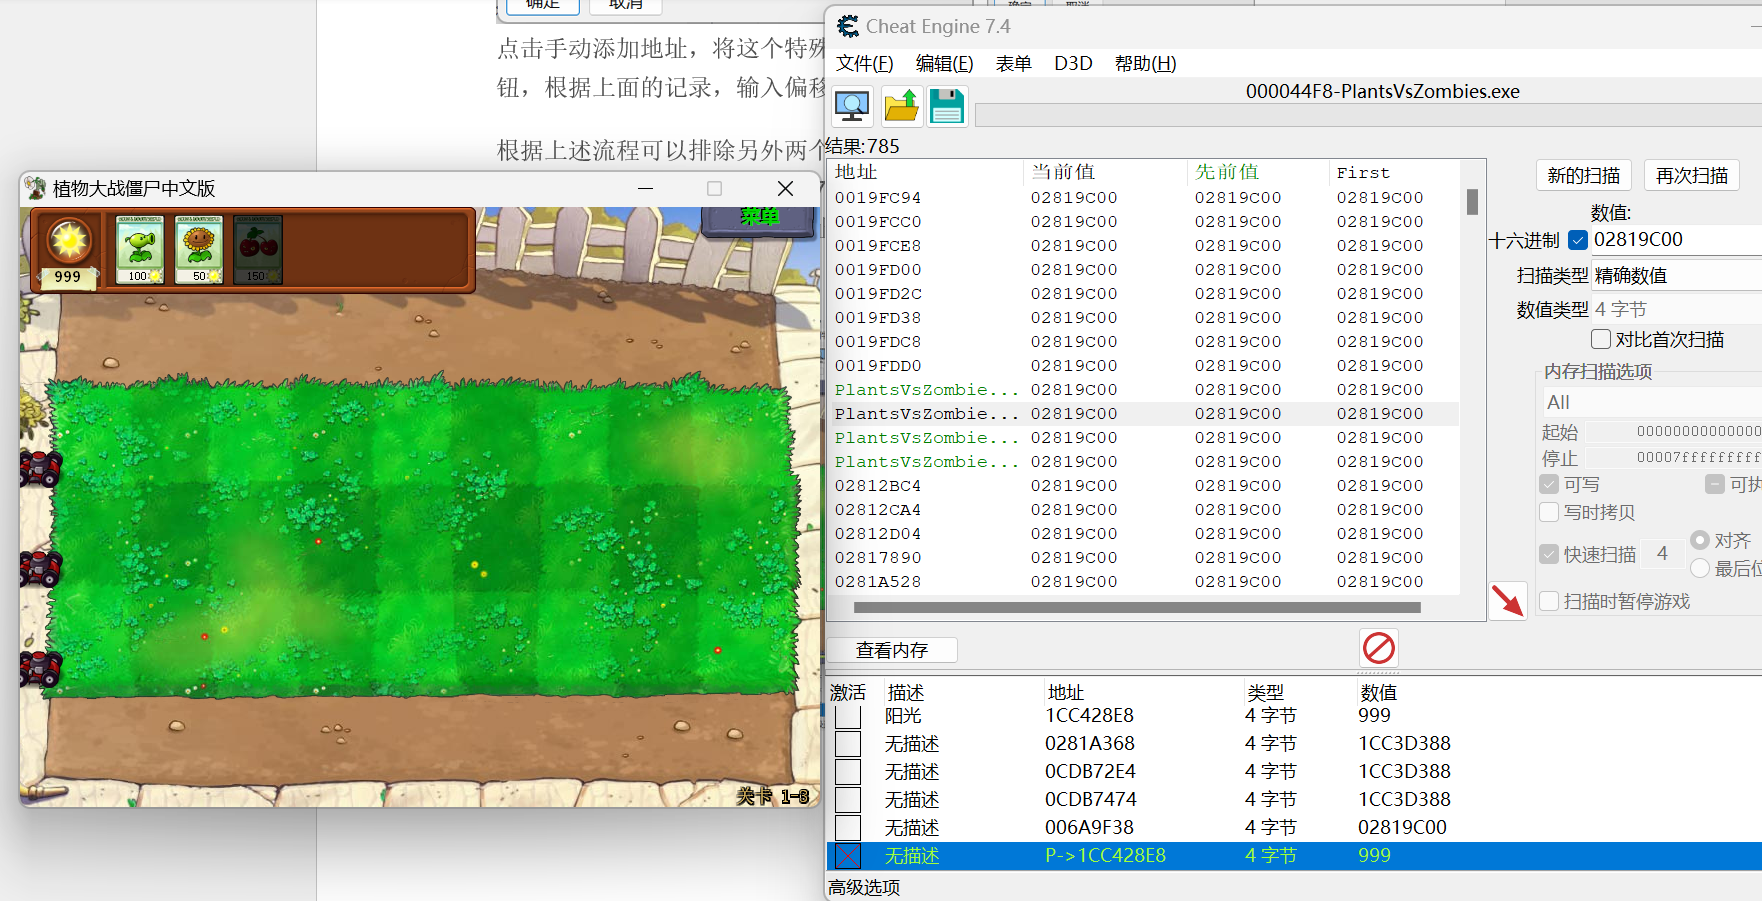 确定 取消
点击手动添加地址，将这个特殊
钮，根据上面的记录，输入偏移
根据上述流程可以排除另外两个
植物大战僵尸中文版
菜单
999
100
50
150
关卡 1-3
Cheat Engine 7.4
文件(F) 编辑(E) 表单 D3D 帮助(H)
000044F8-PlantsVsZombies.exe
结果:785
地址 当前值 先前值 First
0019FC94 02819C00 02819C00 02819C00
0019FCC0 02819C00 02819C00 02819C00
0019FCE8 02819C00 02819C00 02819C00
0019FD00 02819C00 02819C00 02819C00
0019FD2C 02819C00 02819C00 02819C00
0019FD38 02819C00 02819C00 02819C00
0019FDC8 02819C00 02819C00 02819C00
0019FDD0 02819C00 02819C00 02819C00
PlantsVsZombie... 02819C00 02819C00 02819C00
PlantsVsZombie... 02819C00 02819C00 02819C00
PlantsVsZombie... 02819C00 02819C00 02819C00
PlantsVsZombie... 02819C00 02819C00 02819C00
02812BC4 02819C00 02819C00 02819C00
02812CA4 02819C00 02819C00 02819C00
02812D04 02819C00 02819C00 02819C00
02817890 02819C00 02819C00 02819C00
0281A528 02819C00 02819C00 02819C00
新的扫描 再次扫描
数值:
十六进制 02819C00
扫描类型 精确数值
数值类型 4 字节
对比首次扫描
内存扫描选项
All
起始 0000000000000
停止 00007fffffffff
可写 可执
写时拷贝
快速扫描 4 对齐
最后位
扫描时暂停游戏
查看内存
激活 描述 地址 类型 数值
阳光 1CC428E8 4 字节 999
无描述 0281A368 4 字节 1CC3D388
无描述 0CDB72E4 4 字节 1CC3D388
无描述 0CDB7474 4 字节 1CC3D388
无描述 006A9F38 4 字节 02819C00
无描述 P->1CC428E8 4 字节 999
高级选项